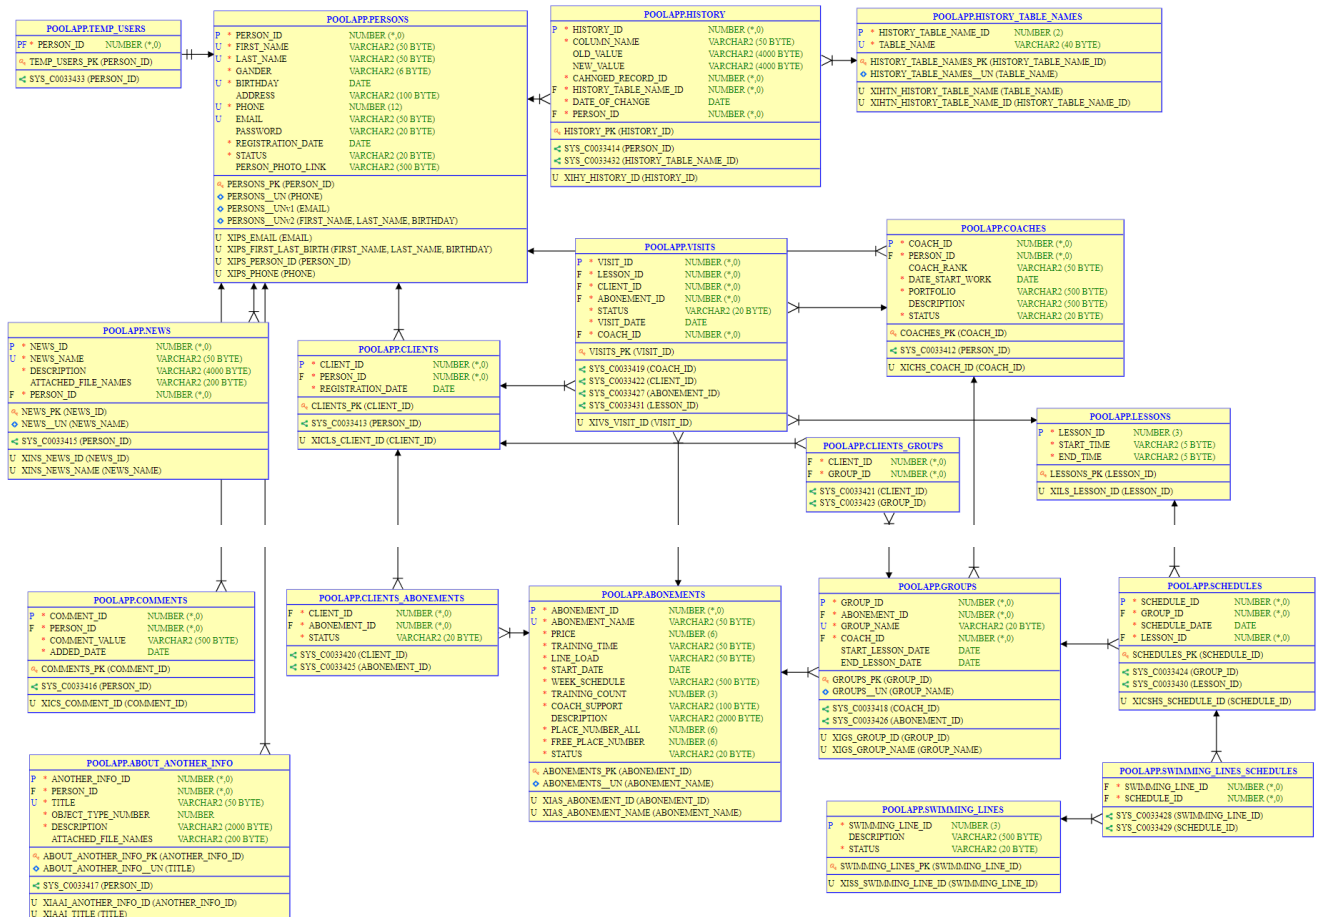 POOLAPP.TEMP_USERS
PF * PERSON_ID NUMBER (*,0)
TEMP_USERS_PK (PERSON_ID)
SYS_C0033433 (PERSON_ID)
POOLAPP.PERSONS
P * PERSON_ID NUMBER (*,0)
U * FIRST_NAME VARCHAR2 (50 BYTE)
U * LAST_NAME VARCHAR2 (50 BYTE)
* GANDER VARCHAR2 (6 BYTE)
U * BIRTHDAY DATE
ADDRESS VARCHAR2 (100 BYTE)
U * PHONE NUMBER (12)
U EMAIL VARCHAR2 (50 BYTE)
PASSWORD VARCHAR2 (20 BYTE)
* REGISTRATION_DATE DATE
* STATUS VARCHAR2 (20 BYTE)
PERSON_PHOTO_LINK VARCHAR2 (500 BYTE)
PERSONS_PK (PERSON_ID)
PERSONS__UN (PHONE)
PERSONS__UNv1 (EMAIL)
PERSONS__UNv2 (FIRST_NAME, LAST_NAME, BIRTHDAY)
U XIPS_EMAIL (EMAIL)
U XIPS_FIRST_LAST_BIRTH (FIRST_NAME, LAST_NAME, BIRTHDAY)
U XIPS_PERSON_ID (PERSON_ID)
U XIPS_PHONE (PHONE)
POOLAPP.HISTORY
P * HISTORY_ID NUMBER (*,0)
* COLUMN_NAME VARCHAR2 (50 BYTE)
OLD_VALUE VARCHAR2 (4000 BYTE)
NEW_VALUE VARCHAR2 (4000 BYTE)
* CAHNGED_RECORD_ID NUMBER (*,0)
F * HISTORY_TABLE_NAME_ID NUMBER (*,0)
* DATE_OF_CHANGE DATE
F * PERSON_ID NUMBER (*,0)
HISTORY_PK (HISTORY_ID)
SYS_C0033414 (PERSON_ID)
SYS_C0033432 (HISTORY_TABLE_NAME_ID)
U XIHY_HISTORY_ID (HISTORY_ID)
POOLAPP.HISTORY_TABLE_NAMES
P * HISTORY_TABLE_NAME_ID NUMBER (2)
U * TABLE_NAME VARCHAR2 (40 BYTE)
HISTORY_TABLE_NAMES_PK (HISTORY_TABLE_NAME_ID)
HISTORY_TABLE_NAMES__UN (TABLE_NAME)
U XIHTN_HISTORY_TABLE_NAME (TABLE_NAME)
U XIHTN_HISTORY_TABLE_NAME_ID (HISTORY_TABLE_NAME_ID)
POOLAPP.VISITS
P * VISIT_ID NUMBER (*,0)
F * LESSON_ID NUMBER (*,0)
F * CLIENT_ID NUMBER (*,0)
F * ABONEMENT_ID NUMBER (*,0)
* STATUS VARCHAR2 (20 BYTE)
* VISIT_DATE DATE
F * COACH_ID NUMBER (*,0)
VISITS_PK (VISIT_ID)
SYS_C0033419 (COACH_ID)
SYS_C0033422 (CLIENT_ID)
SYS_C0033427 (ABONEMENT_ID)
SYS_C0033431 (LESSON_ID)
U XIVS_VISIT_ID (VISIT_ID)
POOLAPP.COACHES
P * COACH_ID NUMBER (*,0)
F * PERSON_ID NUMBER (*,0)
COACH_RANK VARCHAR2 (50 BYTE)
* DATE_START_WORK DATE
* PORTFOLIO VARCHAR2 (500 BYTE)
DESCRIPTION VARCHAR2 (500 BYTE)
* STATUS VARCHAR2 (20 BYTE)
COACHES_PK (COACH_ID)
SYS_C0033412 (PERSON_ID)
U XICHS_COACH_ID (COACH_ID)
POOLAPP.NEWS
P * NEWS_ID NUMBER (*,0)
U * NEWS_NAME VARCHAR2 (50 BYTE)
* DESCRIPTION VARCHAR2 (4000 BYTE)
ATTACHED_FILE_NAMES VARCHAR2 (200 BYTE)
F * PERSON_ID NUMBER (*,0)
NEWS_PK (NEWS_ID)
NEWS__UN (NEWS_NAME)
SYS_C0033415 (PERSON_ID)
U XINS_NEWS_ID (NEWS_ID)
U XINS_NEWS_NAME (NEWS_NAME)
POOLAPP.CLIENTS
P * CLIENT_ID NUMBER (*,0)
F * PERSON_ID NUMBER (*,0)
* REGISTRATION_DATE DATE
CLIENTS_PK (CLIENT_ID)
SYS_C0033413 (PERSON_ID)
U XICLS_CLIENT_ID (CLIENT_ID)
POOLAPP.CLIENTS_GROUPS
F * CLIENT_ID NUMBER (*,0)
F * GROUP_ID NUMBER (*,0)
SYS_C0033421 (CLIENT_ID)
SYS_C0033423 (GROUP_ID)
POOLAPP.LESSONS
P * LESSON_ID NUMBER (3)
* START_TIME VARCHAR2 (5 BYTE)
* END_TIME VARCHAR2 (5 BYTE)
LESSONS_PK (LESSON_ID)
U XILS_LESSON_ID (LESSON_ID)
POOLAPP.COMMENTS
P * COMMENT_ID NUMBER (*,0)
F * PERSON_ID NUMBER (*,0)
* COMMENT_VALUE VARCHAR2 (500 BYTE)
* ADDED_DATE DATE
COMMENTS_PK (COMMENT_ID)
SYS_C0033416 (PERSON_ID)
U XICS_COMMENT_ID (COMMENT_ID)
POOLAPP.CLIENTS_ABONEMENTS
F * CLIENT_ID NUMBER (*,0)
F * ABONEMENT_ID NUMBER (*,0)
* STATUS VARCHAR2 (20 BYTE)
SYS_C0033420 (CLIENT_ID)
SYS_C0033425 (ABONEMENT_ID)
POOLAPP.ABONEMENTS
P * ABONEMENT_ID NUMBER (*,0)
U * ABONEMENT_NAME VARCHAR2 (50 BYTE)
* PRICE NUMBER (6)
* TRAINING_TIME VARCHAR2 (50 BYTE)
* LINE_LOAD VARCHAR2 (50 BYTE)
* START_DATE DATE
* WEEK_SCHEDULE VARCHAR2 (500 BYTE)
* TRAINING_COUNT NUMBER (3)
* COACH_SUPPORT VARCHAR2 (100 BYTE)
DESCRIPTION VARCHAR2 (2000 BYTE)
* PLACE_NUMBER_ALL NUMBER (6)
* FREE_PLACE_NUMBER NUMBER (6)
* STATUS VARCHAR2 (20 BYTE)
ABONEMENTS_PK (ABONEMENT_ID)
ABONEMENTS__UN (ABONEMENT_NAME)
U XIAS_ABONEMENT_ID (ABONEMENT_ID)
U XIAS_ABONEMENT_NAME (ABONEMENT_NAME)
POOLAPP.GROUPS
P * GROUP_ID NUMBER (*,0)
F * ABONEMENT_ID NUMBER (*,0)
U * GROUP_NAME VARCHAR2 (20 BYTE)
F * COACH_ID NUMBER (*,0)
START_LESSON_DATE DATE
END_LESSON_DATE DATE
GROUPS_PK (GROUP_ID)
GROUPS__UN (GROUP_NAME)
SYS_C0033418 (COACH_ID)
SYS_C0033426 (ABONEMENT_ID)
U XIGS_GROUP_ID (GROUP_ID)
U XIGS_GROUP_NAME (GROUP_NAME)
POOLAPP.SCHEDULES
P * SCHEDULE_ID NUMBER (*,0)
F * GROUP_ID NUMBER (*,0)
* SCHEDULE_DATE DATE
F * LESSON_ID NUMBER (*,0)
SCHEDULES_PK (SCHEDULE_ID)
SYS_C0033424 (GROUP_ID)
SYS_C0033430 (LESSON_ID)
U XICSHS_SCHEDULE_ID (SCHEDULE_ID)
POOLAPP.ABOUT_ANOTHER_INFO
P * ANOTHER_INFO_ID NUMBER (*,0)
F * PERSON_ID NUMBER (*,0)
U * TITLE VARCHAR2 (50 BYTE)
* OBJECT_TYPE_NUMBER NUMBER
* DESCRIPTION VARCHAR2 (2000 BYTE)
ATTACHED_FILE_NAMES VARCHAR2 (200 BYTE)
ABOUT_ANOTHER_INFO_PK (ANOTHER_INFO_ID)
ABOUT_ANOTHER_INFO__UN (TITLE)
SYS_C0033417 (PERSON_ID)
U XIAAI_ANOTHER_INFO_ID (ANOTHER_INFO_ID)
U XIAAI_TITLE (TITLE)
POOLAPP.SWIMMING_LINES
P * SWIMMING_LINE_ID NUMBER (3)
DESCRIPTION VARCHAR2 (500 BYTE)
* STATUS VARCHAR2 (20 BYTE)
SWIMMING_LINES_PK (SWIMMING_LINE_ID)
U XISS_SWIMMING_LINE_ID (SWIMMING_LINE_ID)
POOLAPP.SWIMMING_LINES_SCHEDULES
F * SWIMMING_LINE_ID NUMBER (*,0)
F * SCHEDULE_ID NUMBER (*,0)
SYS_C0033428 (SWIMMING_LINE_ID)
SYS_C0033429 (SCHEDULE_ID)